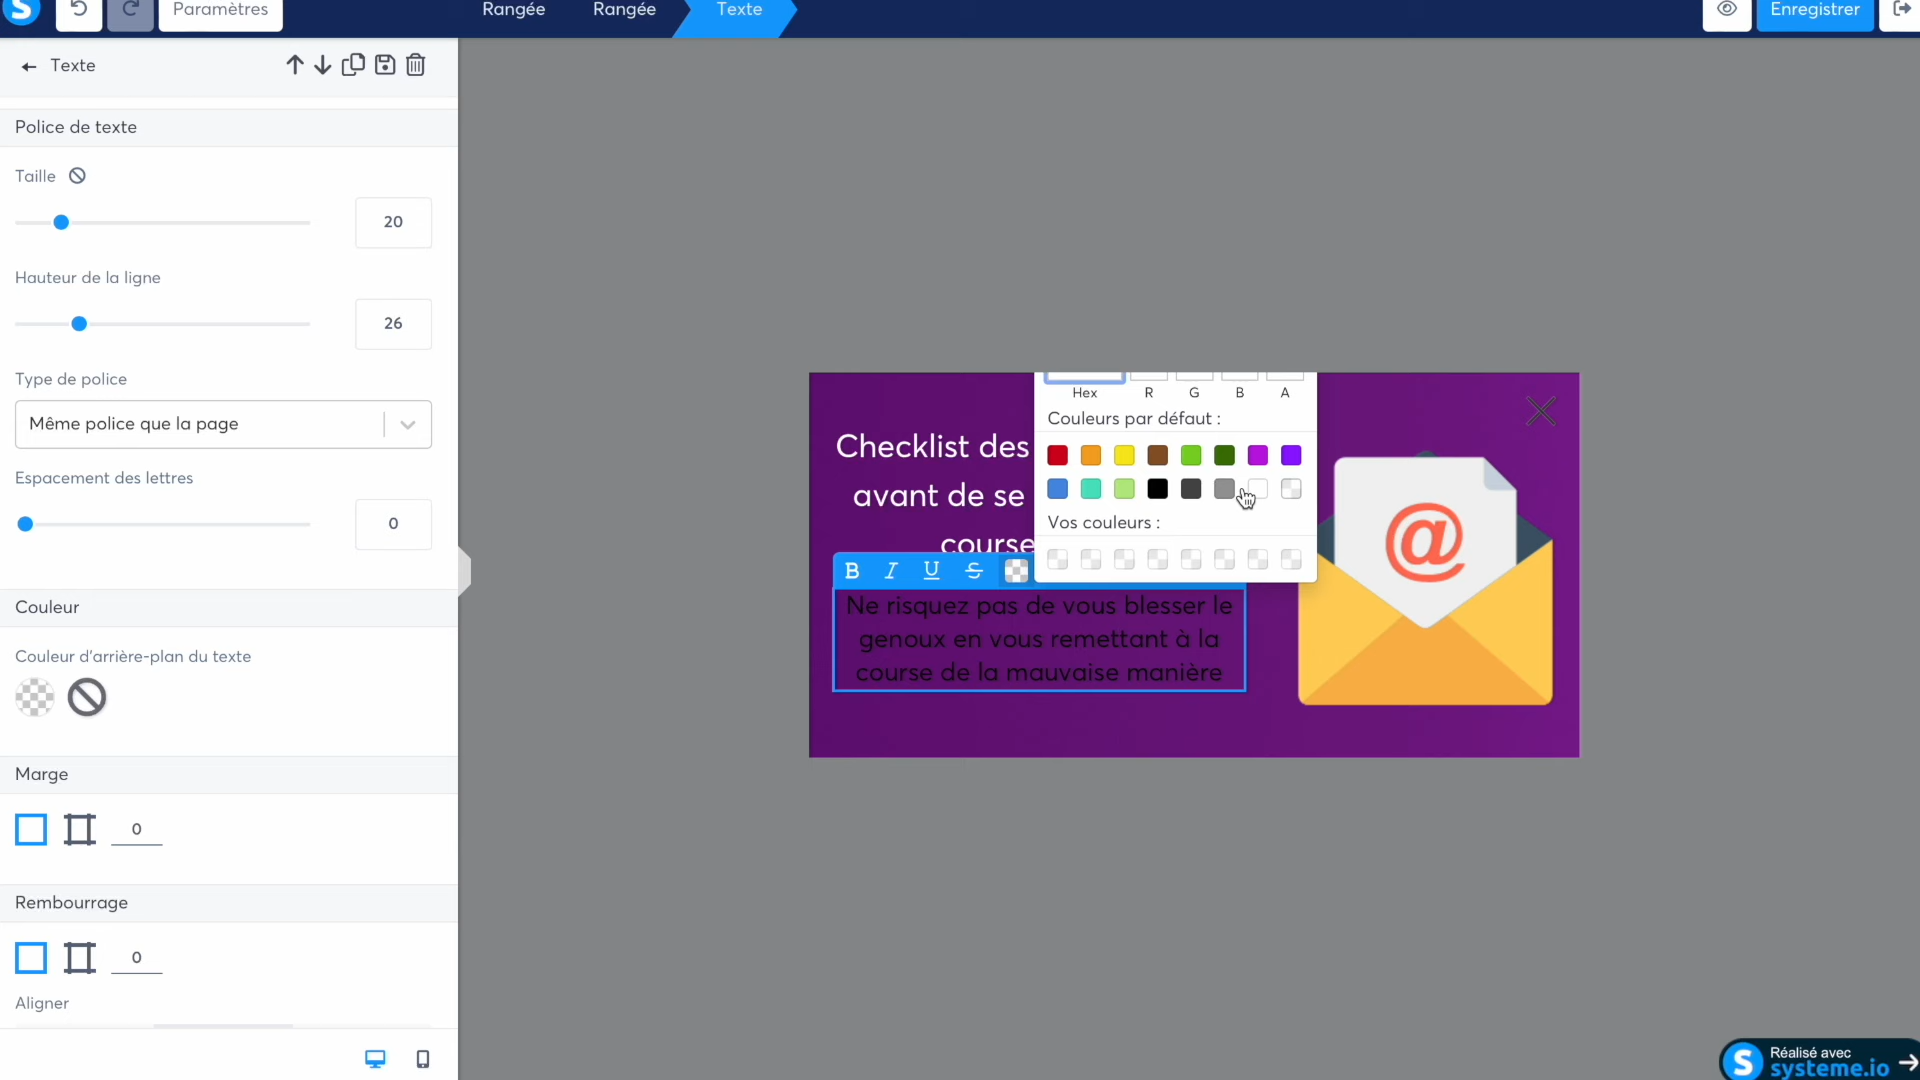 Paramètres
Rangée
Rangée
Texte
Enregistrer
Texte
Police de texte
Taille
20
Hauteur de la ligne
26
Type de police
Même police que la page
Espacement des lettres
0
Couleur
Couleur d'arrière-plan du texte
Marge
0
Rembourrage
0
Aligner
Hex
R
G
B
A
Couleurs par défaut :
Vos couleurs :
Checklist des
avant de se
course
B I U S
Ne risquez pas de vous blesser le
genoux en vous remettant à la
course de la mauvaise manière
@
S
Réalisé avec
systeme.io